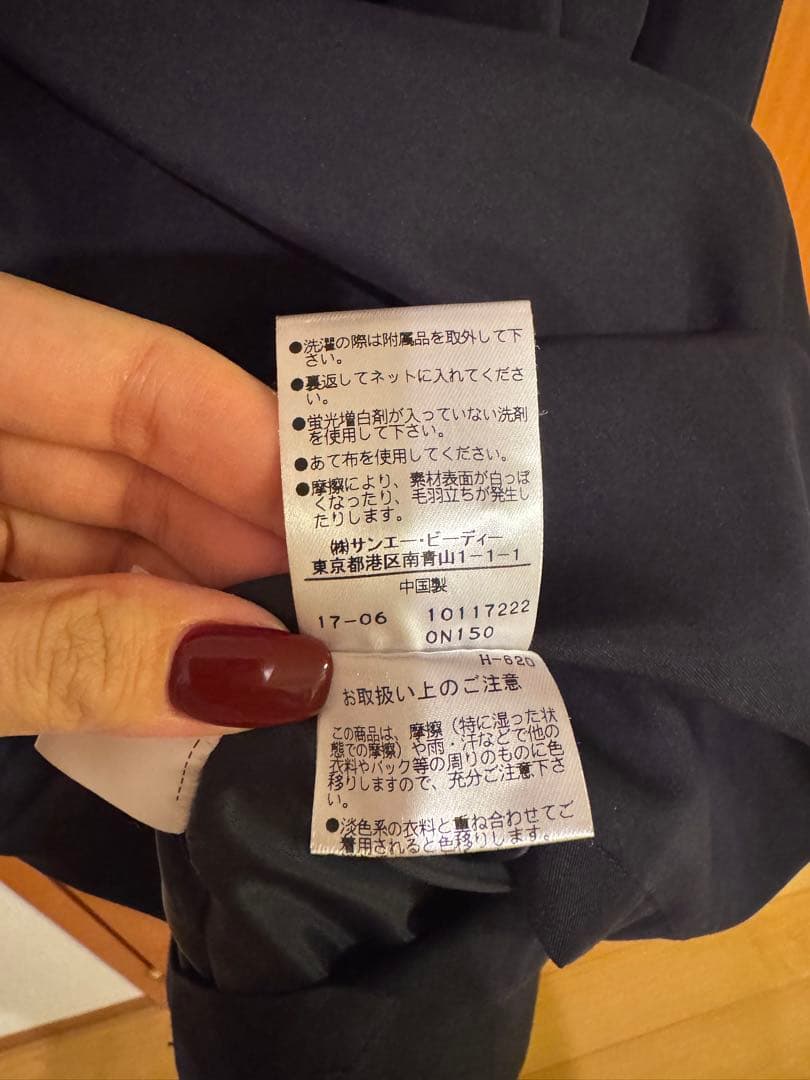 ●洗濯の際は附属品を取外して下
さい。
●裏返してネットに入れてくださ
い。
●蛍光増白剤が入っていない洗剤
を使用して下さい。
●あて布を使用してください。
●摩擦により、素材表面が白っぽ
くなったり、毛羽立ちが発生し
たりします。
㈱サンエー・ビーディー
東京都港区南青山1-1-1
中国製
17-06 10117222
0N150
H-620
お取扱い上のご注意
この商品は、摩擦（特に湿った状
態での摩擦）や雨・汗などで他の
衣料やバック等の周りのものに色
移りしますので、充分ご注意下さ
い。
●淡色系の衣料と重ね合わせてご
着用されると色移りします。